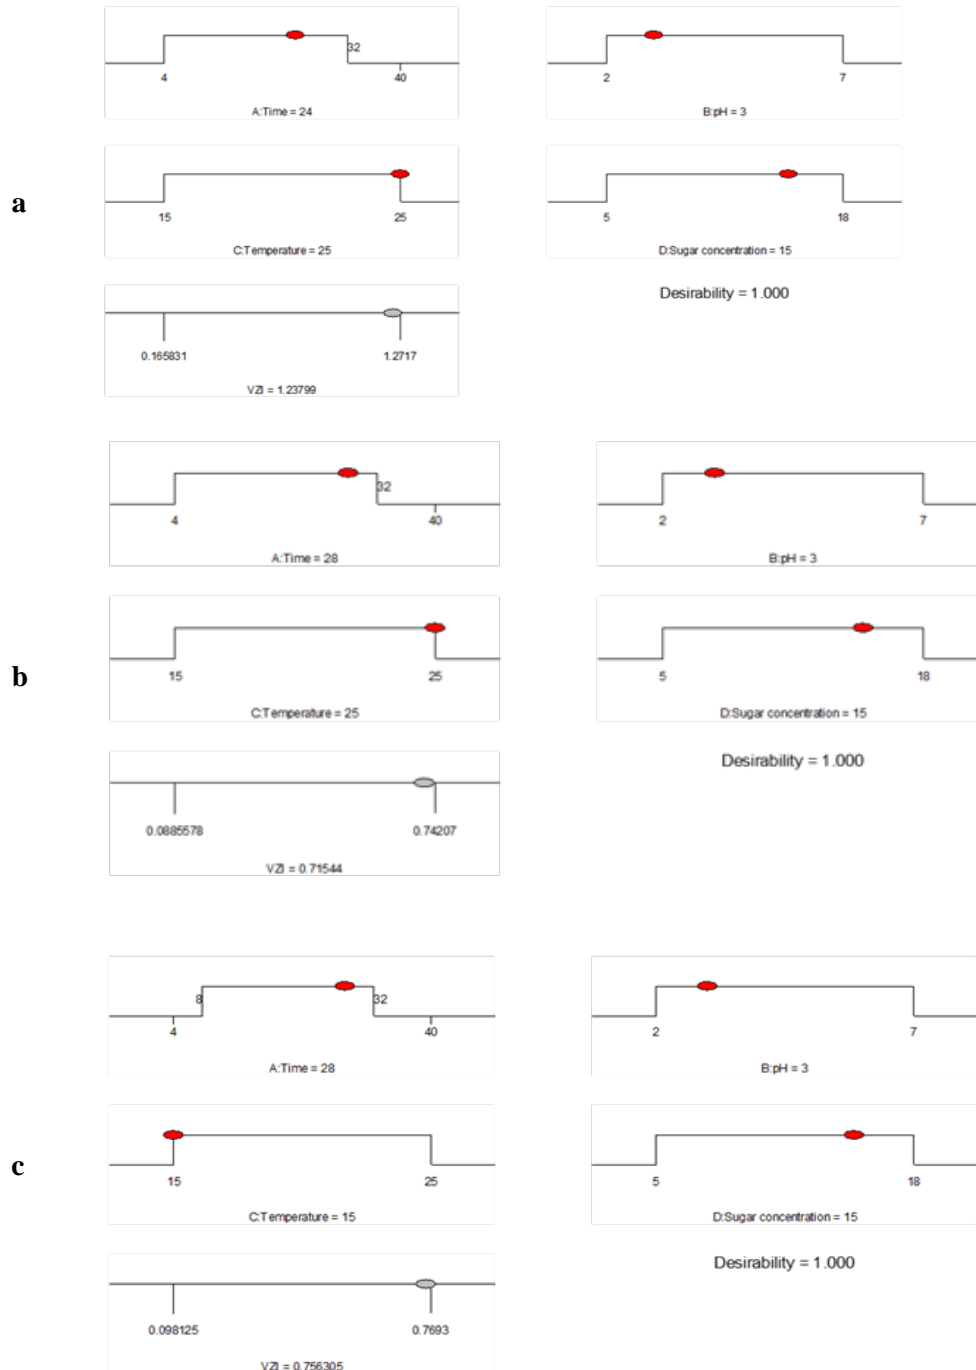 32
4
40
2
7
A:Time = 24
B:pH = 3
a
15
25
5
18
C:Temperature = 25
D:Sugar concentration = 15
Desirability = 1.000
0.165831
1.2717
VZI = 1.23799
32
4
40
2
7
A:Time = 28
B:pH = 3
b
15
25
5
18
C:Temperature = 25
D:Sugar concentration = 15
Desirability = 1.000
0.0885578
0.74207
VZI = 0.71544
8
32
4
40
2
7
A:Time = 28
B:pH = 3
c
15
25
5
18
C:Temperature = 15
D:Sugar concentration = 15
Desirability = 1.000
0.098125
0.7693
VZI = 0.756305